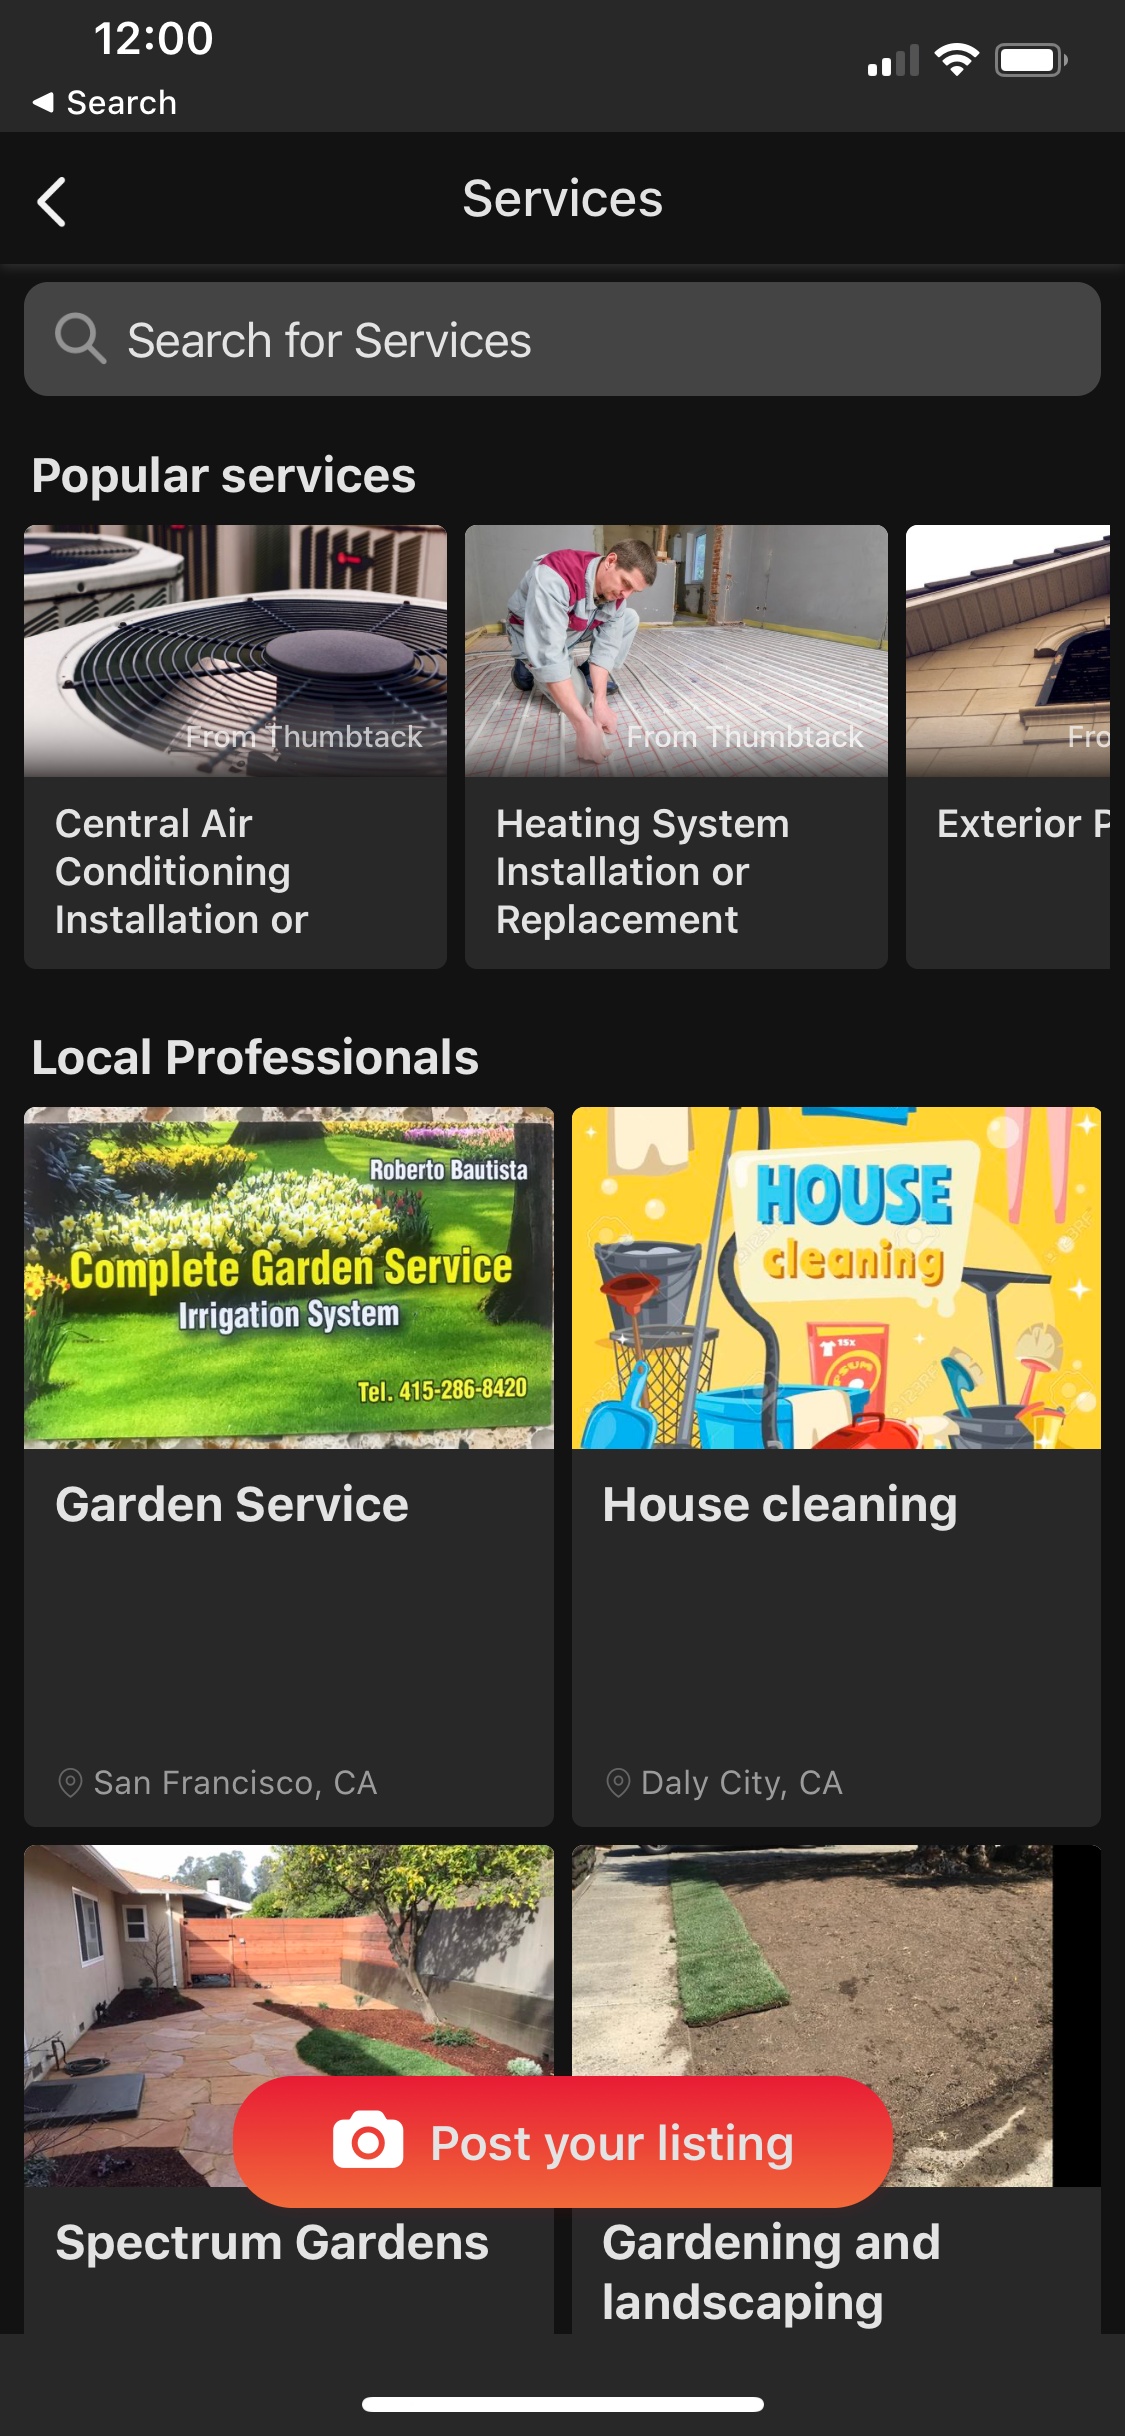 12:00
Search
Services
Search for Services
Popular services
From Thumbtack
From Thumbtack
Fro
Central Air
Conditioning
Installation or
Heating System
Installation or
Replacement
Exterior P
Local Professionals
Roberto Bautista
Complete Garden Service
Irrigation System
Tel. 415-286-8420
HOUSE
cleaning
15x
Garden Service
House cleaning
San Francisco, CA
Daly City, CA
Post your listing
Spectrum Gardens
Gardening and
landscaping